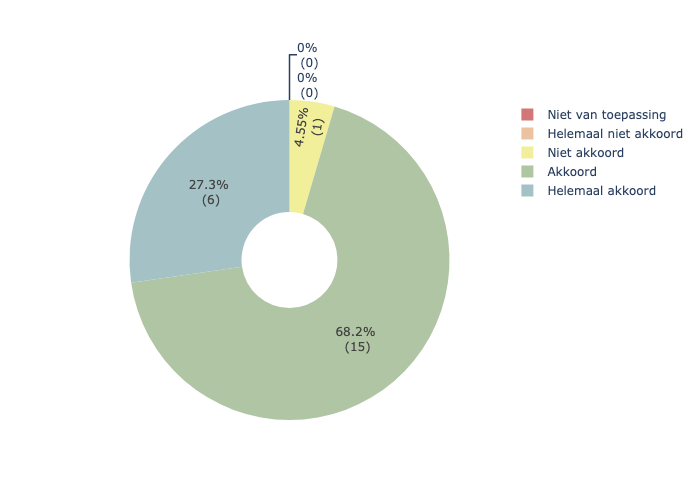 0%
(0)
0%
(0)
4.55%
(1)
27.3%
(6)
68.2%
(15)
Niet van toepassing
Helemaal niet akkoord
Niet akkoord
Akkoord
Helemaal akkoord